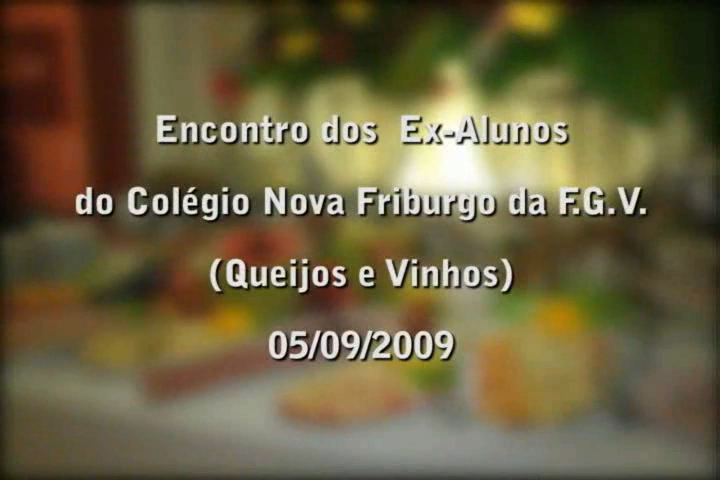 Encontro dos Ex-Alunos
do Colégio Nova Friburgo da F.G.V.
(Queijos e Vinhos)
05/09/2009